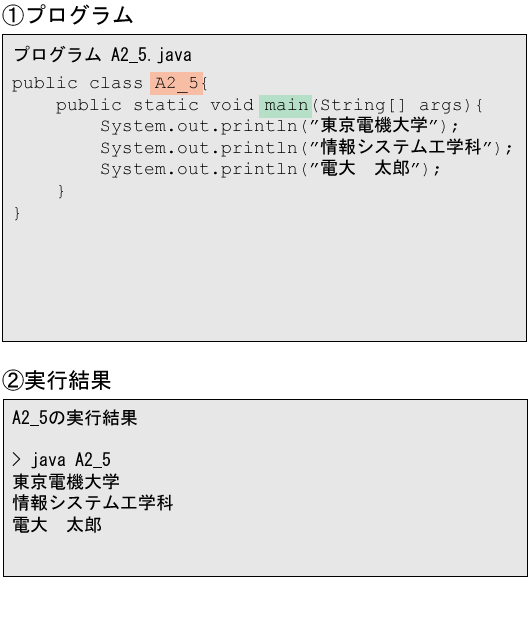 ①プログラム
プログラム A2_5.java
public class A2_5{
    public static void main(String[] args){
        System.out.println(”東京電機大学”);
        System.out.println(”情報システム工学科”);
        System.out.println(”電大　太郎”);
    }
}
②実行結果
A2_5の実行結果
> java A2_5
東京電機大学
情報システム工学科
電大　太郎